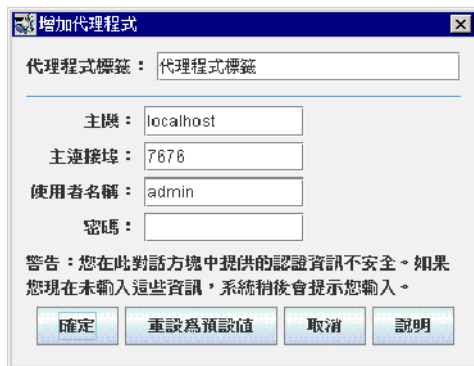 增加代理程式
代理程式標籤： 代理程式標籤
主機： localhost
主連接埠： 7676
使用者名稱： admin
密碼：
警告：您在此對話方塊中提供的認證資訊不安全。如果
您現在未輸入這些資訊，系統稍後會提示您輸入。
確定 重設為預設值 取消 說明